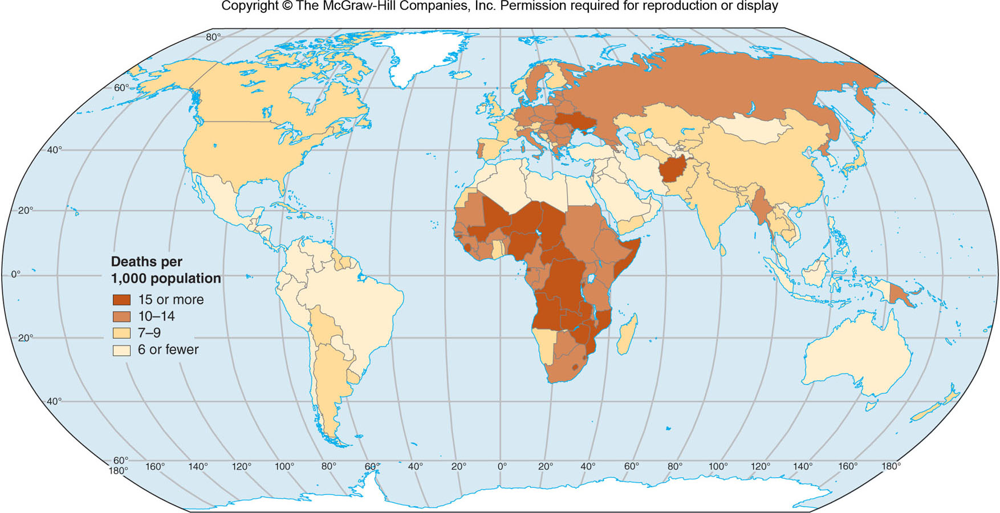 Copyright © The McGraw-Hill Companies, Inc. Permission required for reproduction or display
80°
60°
40°
20°
0°
20°
40°
60°
Deaths per
1,000 population
15 or more
10–14
7–9
6 or fewer
180° 160° 140° 120° 100° 80° 60° 40° 20° 0° 20° 40° 60° 80° 100° 120° 140° 160° 180°